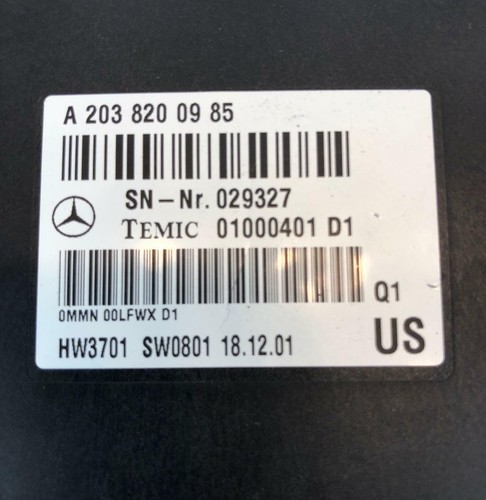 A 203 820 09 85
SN-Nr. 029327
TEMIC 01000401 D1
Q1
0MMN 00LFWX D1
HW3701 SW0801 18.12.01
US